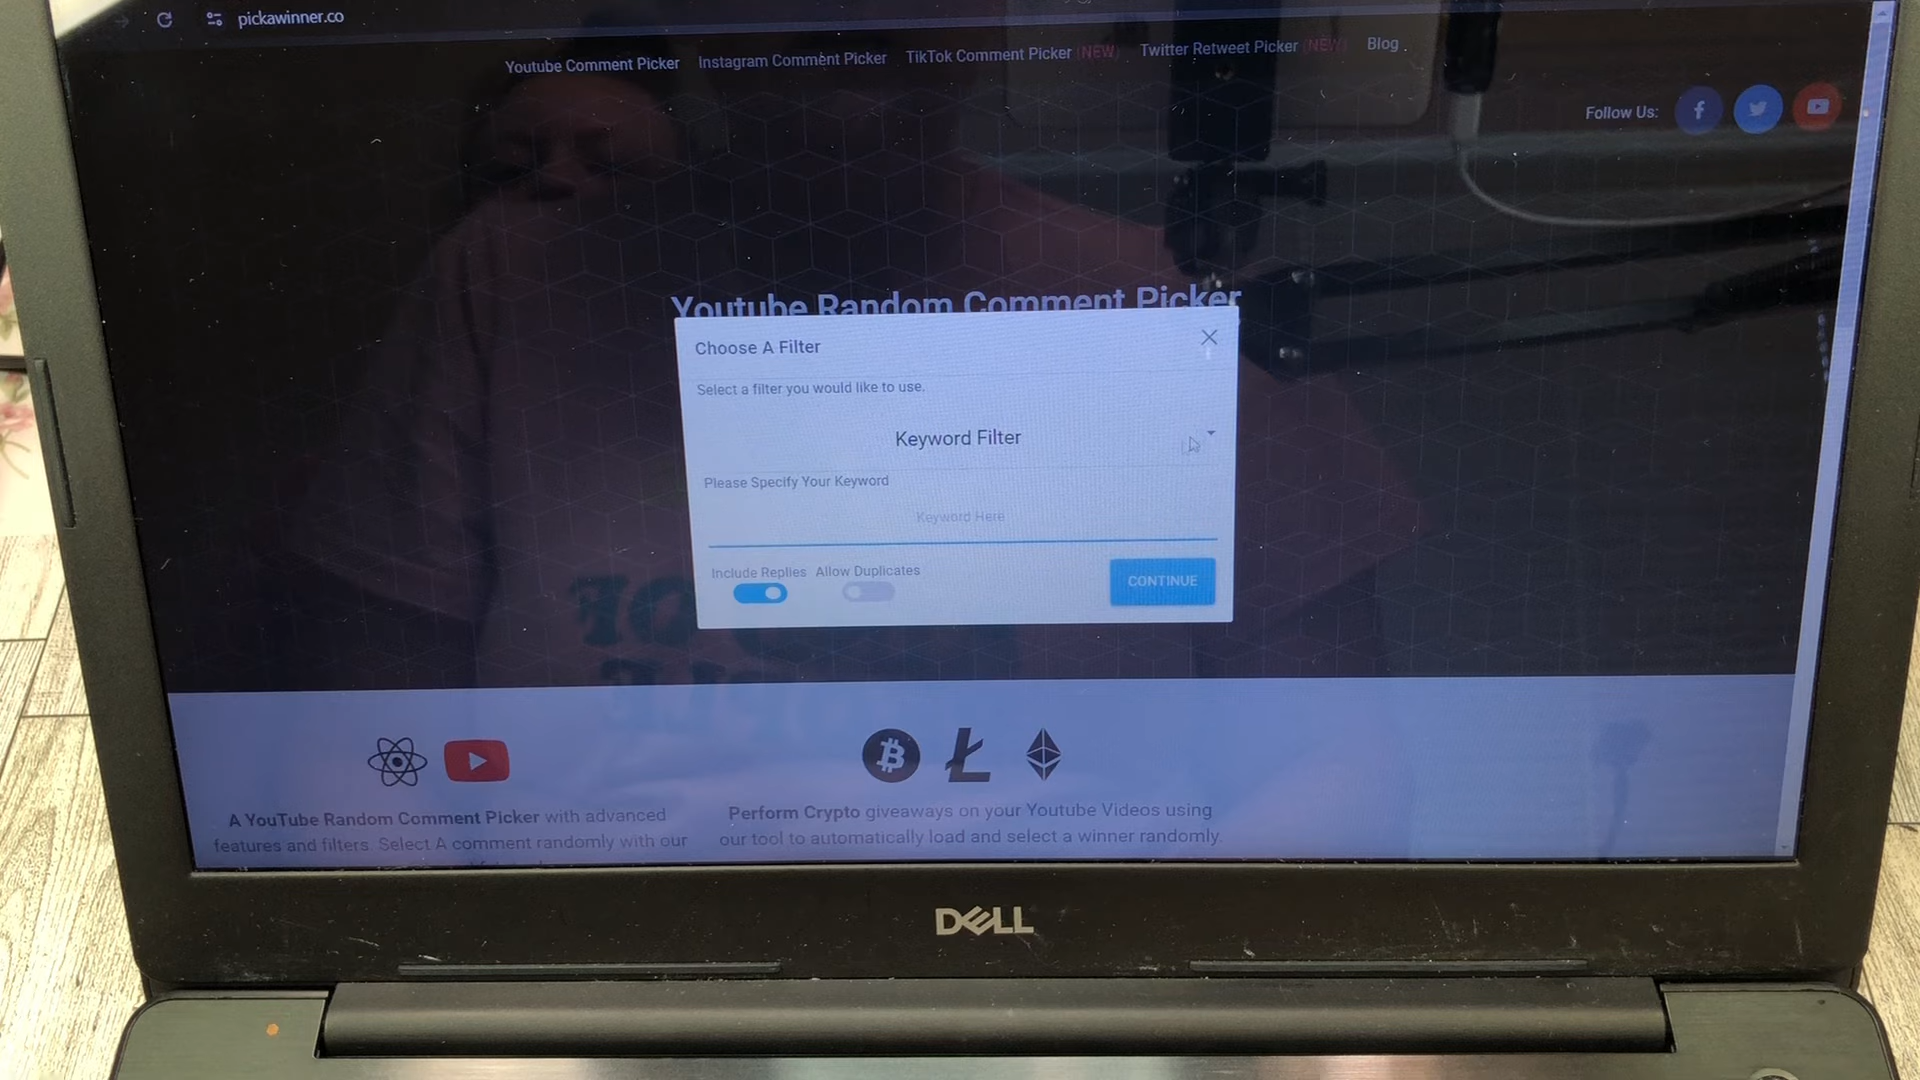 pickawinner.co
Youtube Comment Picker Instagram Comment Picker TikTok Comment Picker (NEW) Twitter Retweet Picker (NEW) Blog
Follow Us:
Youtube Random Comment Picker
Choose A Filter
Select a filter you would like to use.
Keyword Filter
Please Specify Your Keyword
Keyword Here
Include Replies Allow Duplicates
CONTINUE
A YouTube Random Comment Picker with advanced
features and filters. Select A comment randomly with our
Perform Crypto giveaways on your Youtube Videos using
our tool to automatically load and select a winner randomly.
DELL